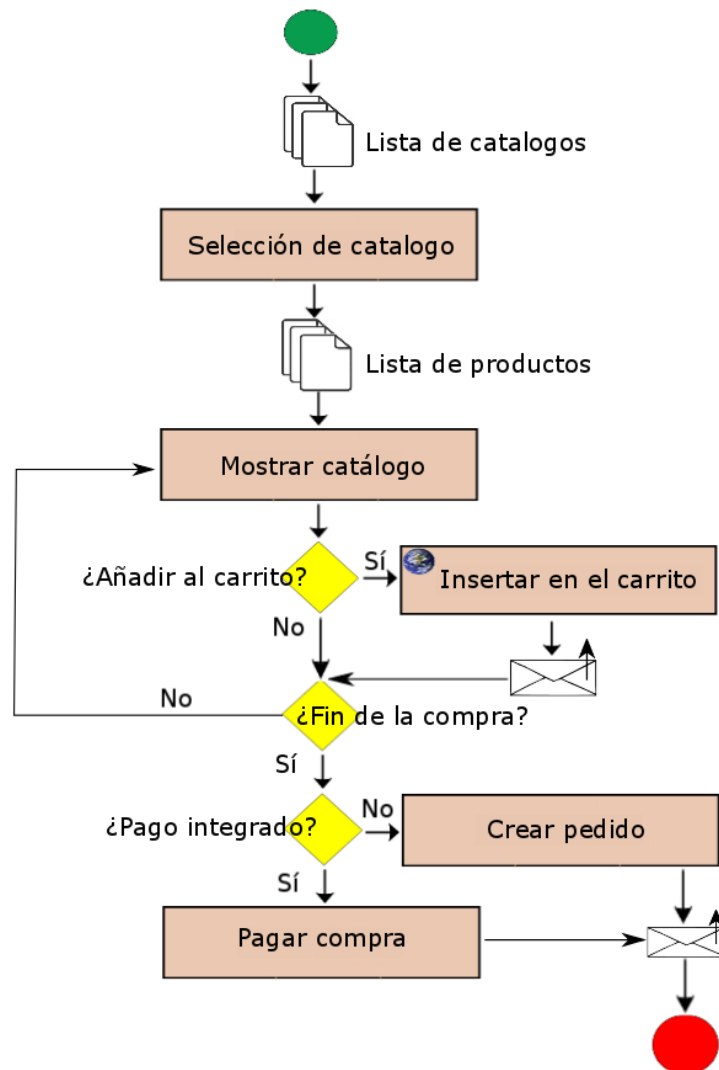 Lista de catalogos
Selección de catalogo
Lista de productos
Mostrar catálogo
¿Añadir al carrito?
Sí
Insertar en el carrito
No
No
¿Fin de la compra?
Sí
¿Pago integrado?
No
Crear pedido
Sí
Pagar compra